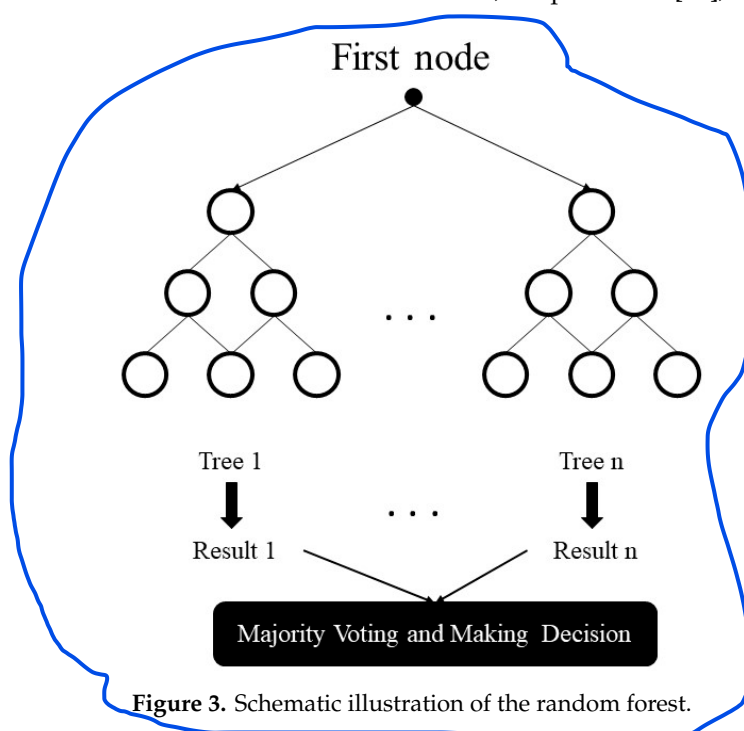 First node
. . .
Tree 1 Tree n
. . .
Result 1 Result n
Majority Voting and Making Decision
Figure 3. Schematic illustration of the random forest.